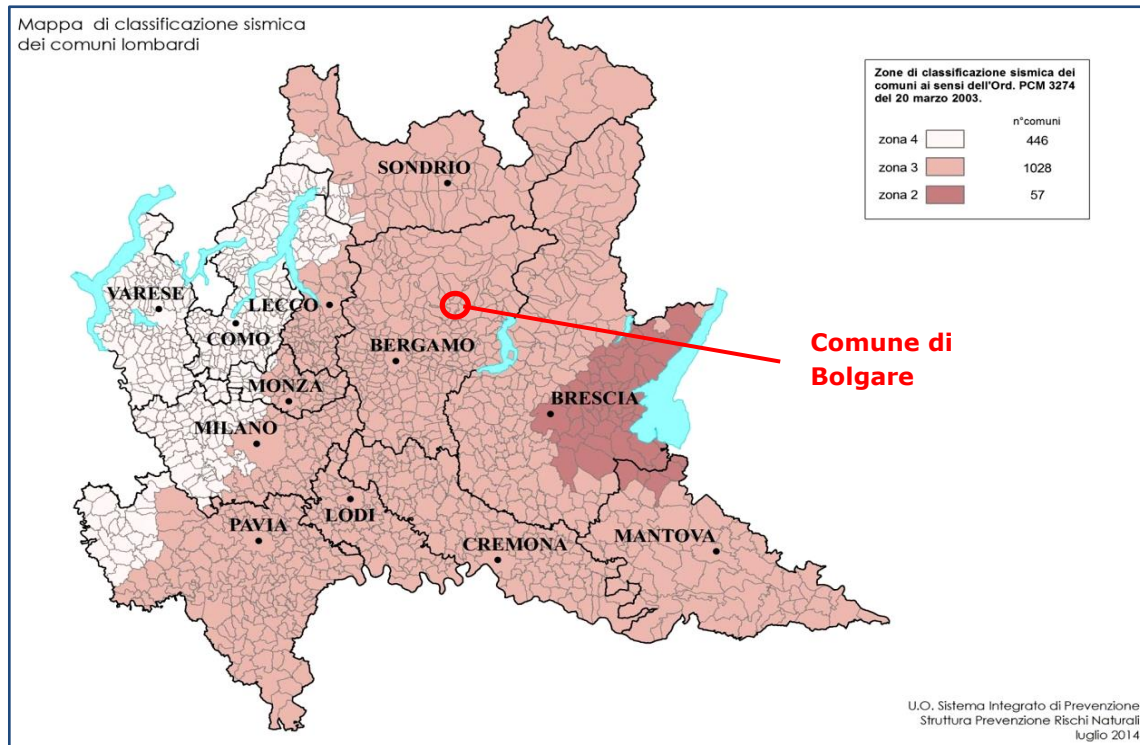 Mappa di classificazione sismica
dei comuni lombardi
Zone di classificazione sismica dei
comuni ai sensi dell'Ord. PCM 3274
del 20 marzo 2003.
n°comuni
zona 4 446
zona 3 1028
zona 2 57
SONDRIO
VARESE
LECCO
COMO
BERGAMO
Comune di
Bolgare
MONZA
BRESCIA
MILANO
LODI
PAVIA
CREMONA
MANTOVA
U.O. Sistema Integrato di Prevenzione
Struttura Prevenzione Rischi Naturali
luglio 2014